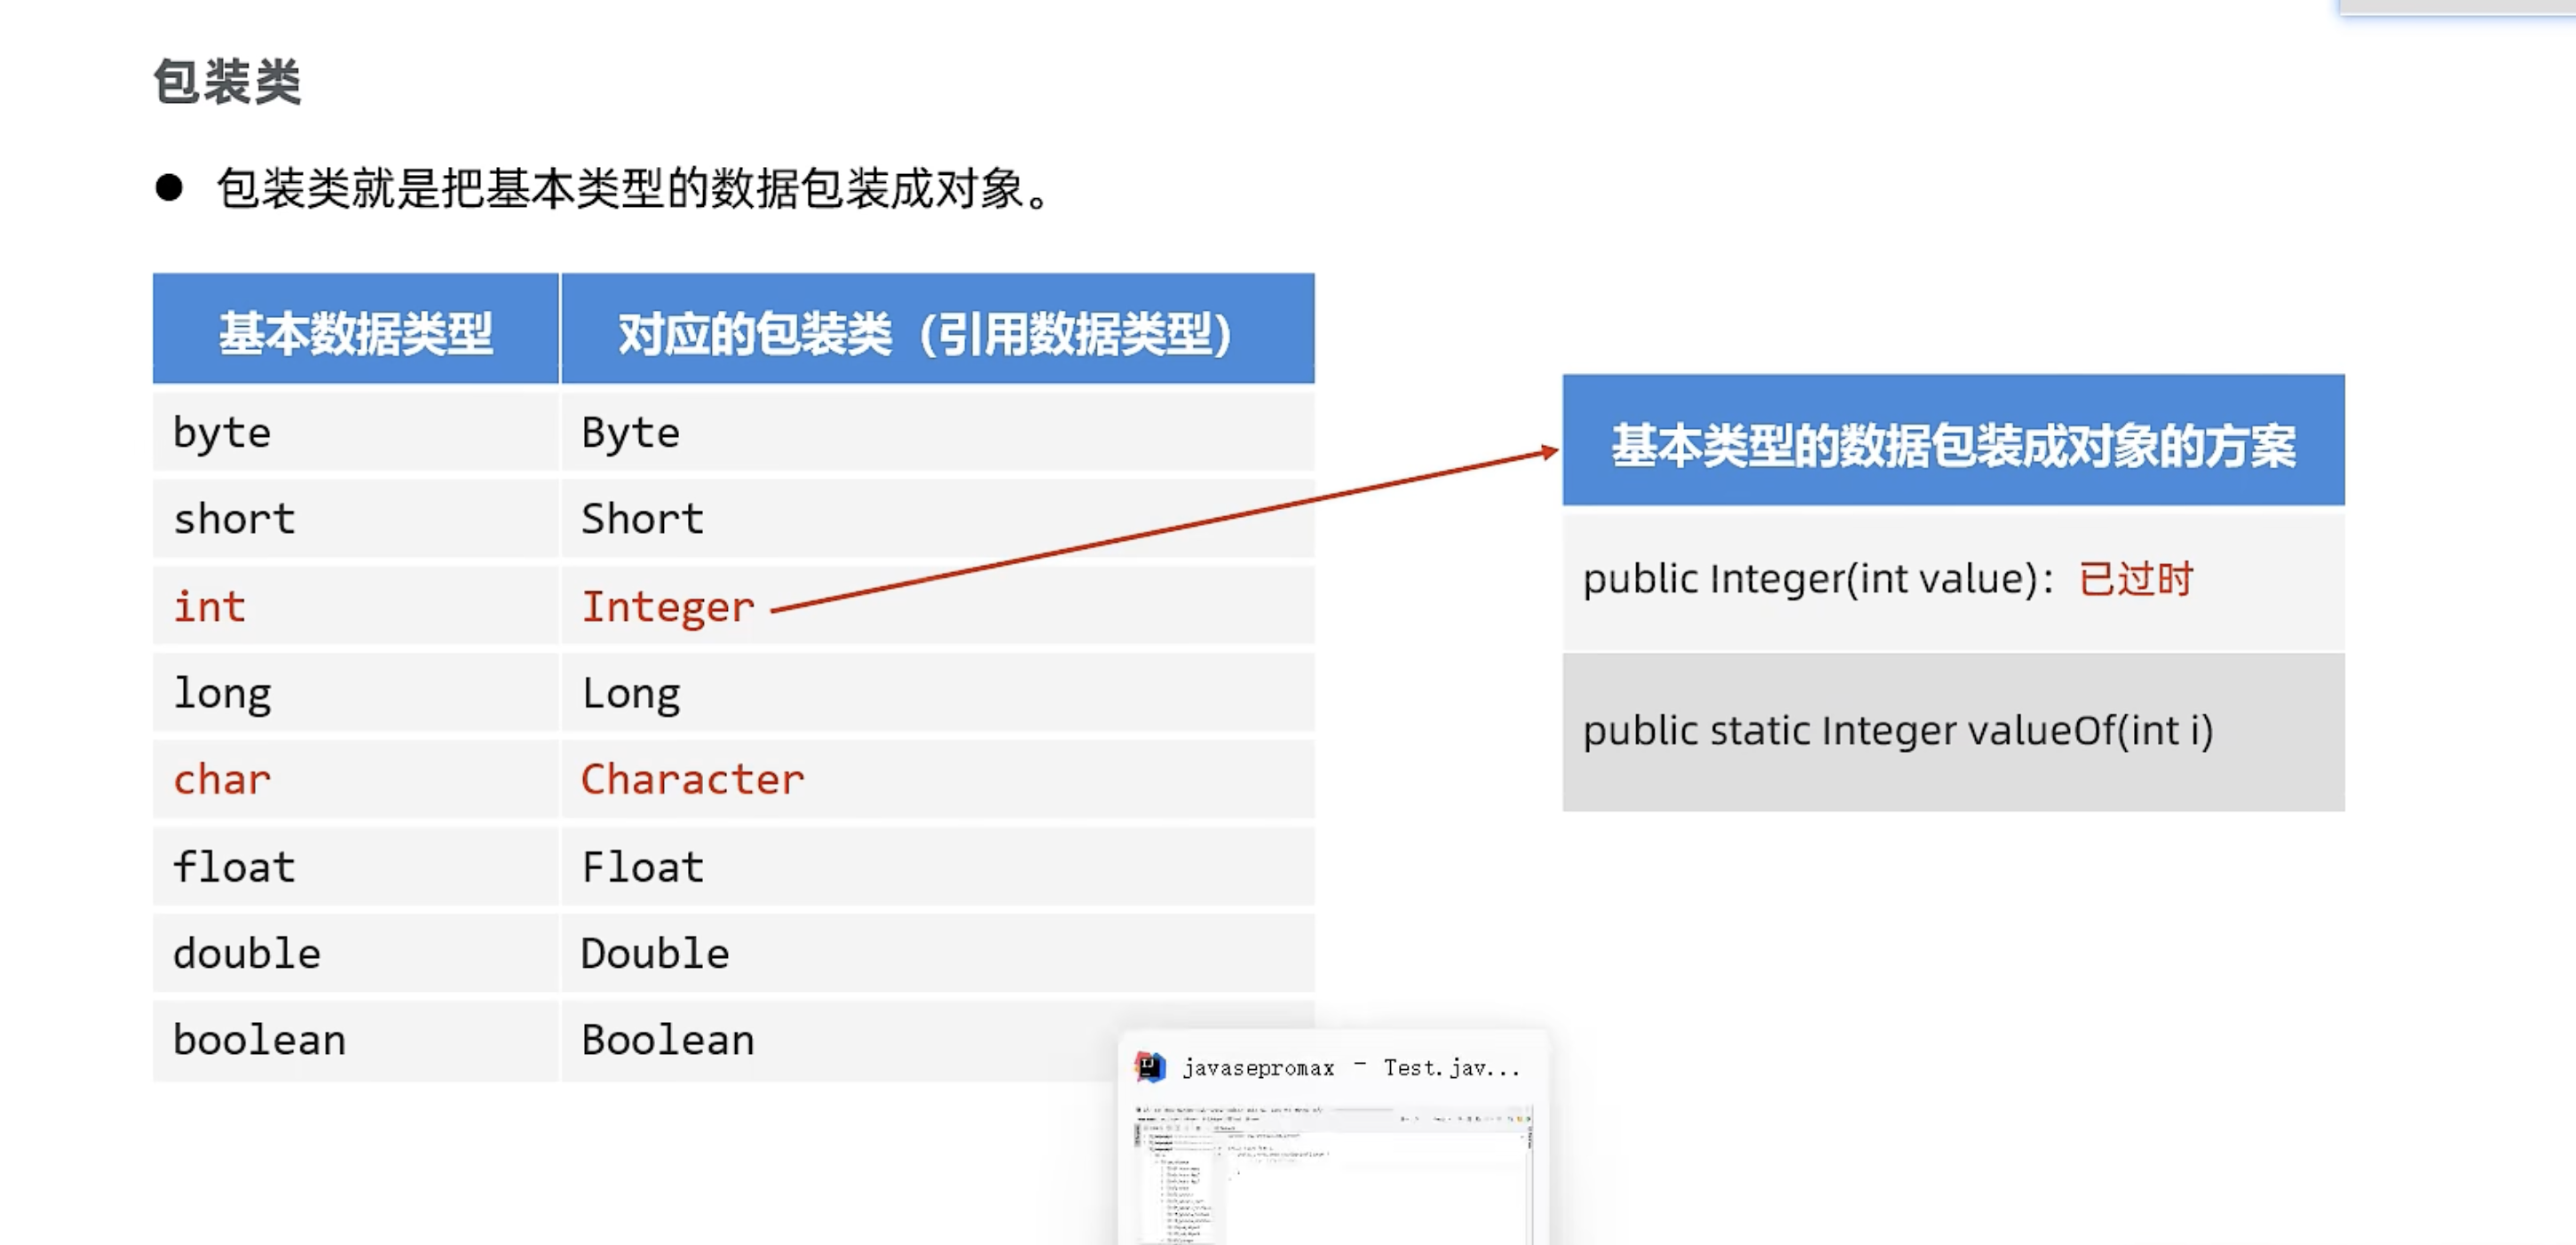 包装类
● 包装类就是把基本类型的数据包装成对象。
基本数据类型 对应的包装类（引用数据类型）
byte Byte
short Short
int Integer
long Long
char Character
float Float
double Double
boolean Boolean
基本类型的数据包装成对象的方案
public Integer(int value)：已过时
public static Integer valueOf(int i)
javasepromax – Test.jav...